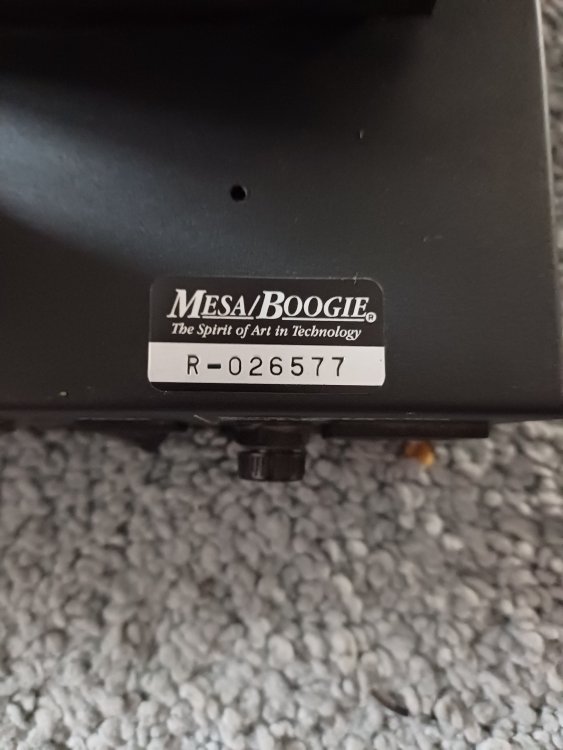 MESA/BOOGIE®
The Spirit of Art in Technology
R-026577